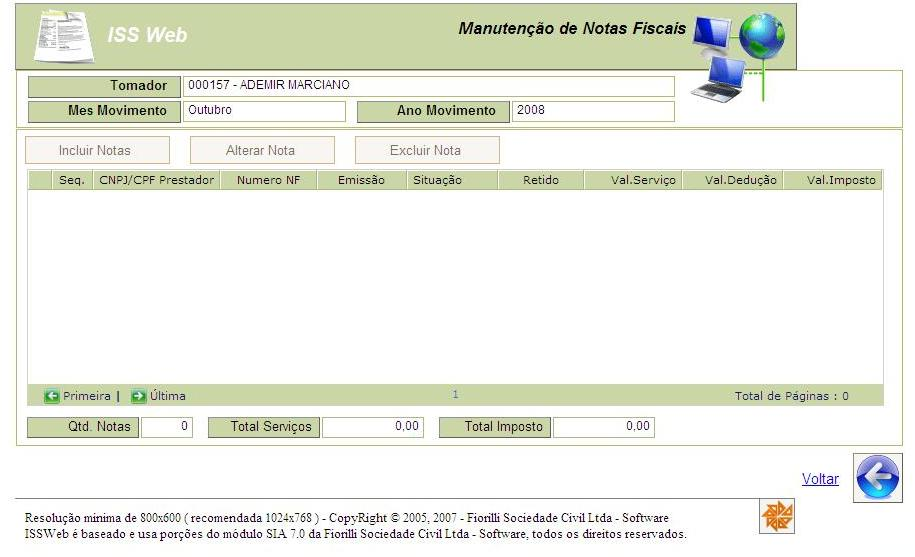 ISS Web
Manutenção de Notas Fiscais
Tomador 000157 - ADEMIR MARCIANO
Mes Movimento Outubro Ano Movimento 2008
Incluir Notas Alterar Nota Excluir Nota
Seq. CNPJ/CPF Prestador Numero NF Emissão Situação Retido Val.Serviço Val.Dedução Val.Imposto
Primeira | Última 1 Total de Páginas : 0
Qtd. Notas 0 Total Serviços 0,00 Total Imposto 0,00
Voltar
Resolução minima de 800x600 ( recomendada 1024x768 ) - CopyRight © 2005, 2007 - Fiorilli Sociedade Civil Ltda - Software
ISSWeb é baseado e usa porções do módulo SIA 7.0 da Fiorilli Sociedade Civil Ltda - Software, todos os direitos reservados.